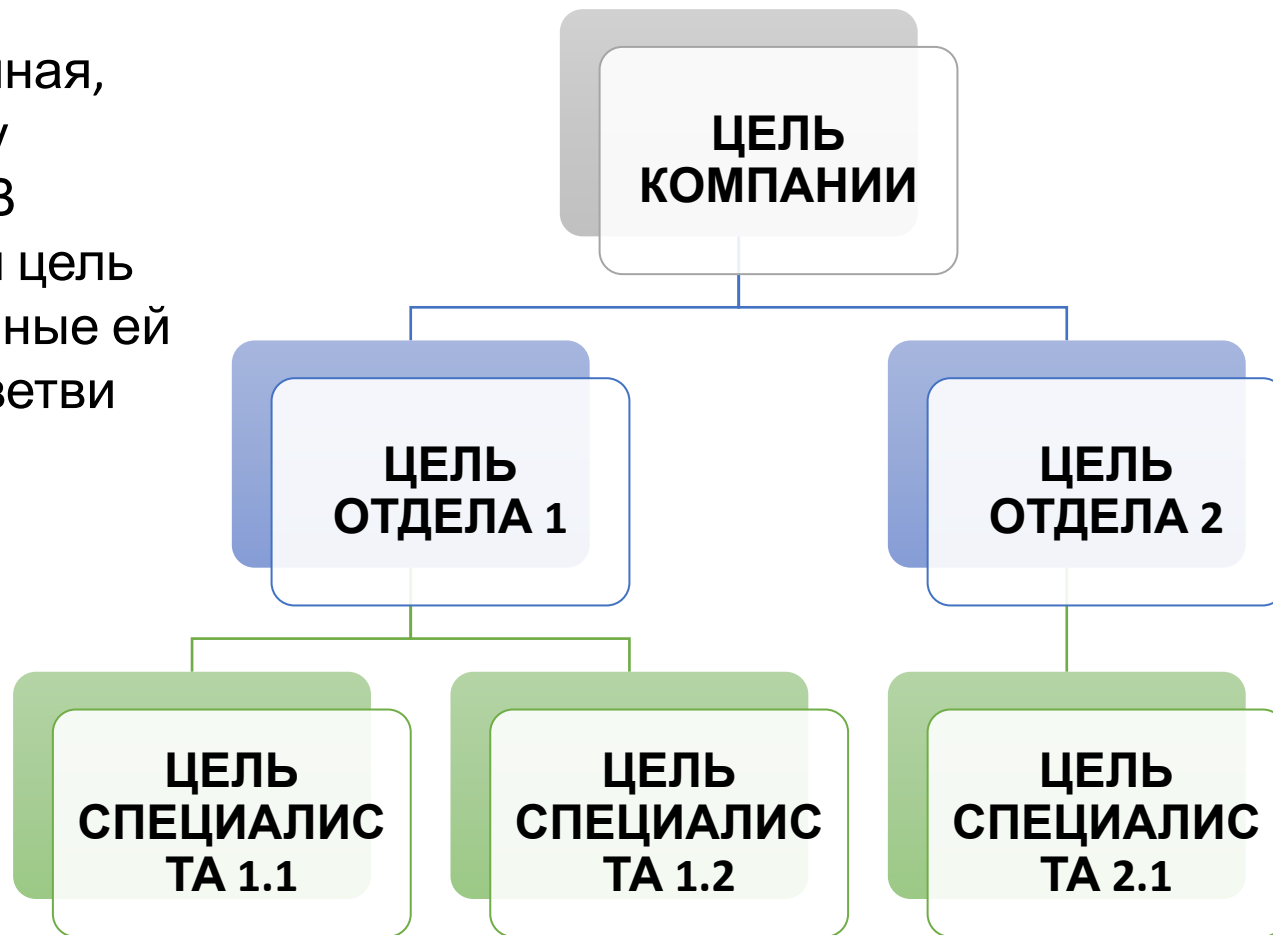 ная,
у
В
цель
ные ей
ветви
ЦЕЛЬ
КОМПАНИИ
ЦЕЛЬ
ОТДЕЛА 1
ЦЕЛЬ
ОТДЕЛА 2
ЦЕЛЬ
СПЕЦИАЛИС
ТА 1.1
ЦЕЛЬ
СПЕЦИАЛИС
ТА 1.2
ЦЕЛЬ
СПЕЦИАЛИС
ТА 2.1